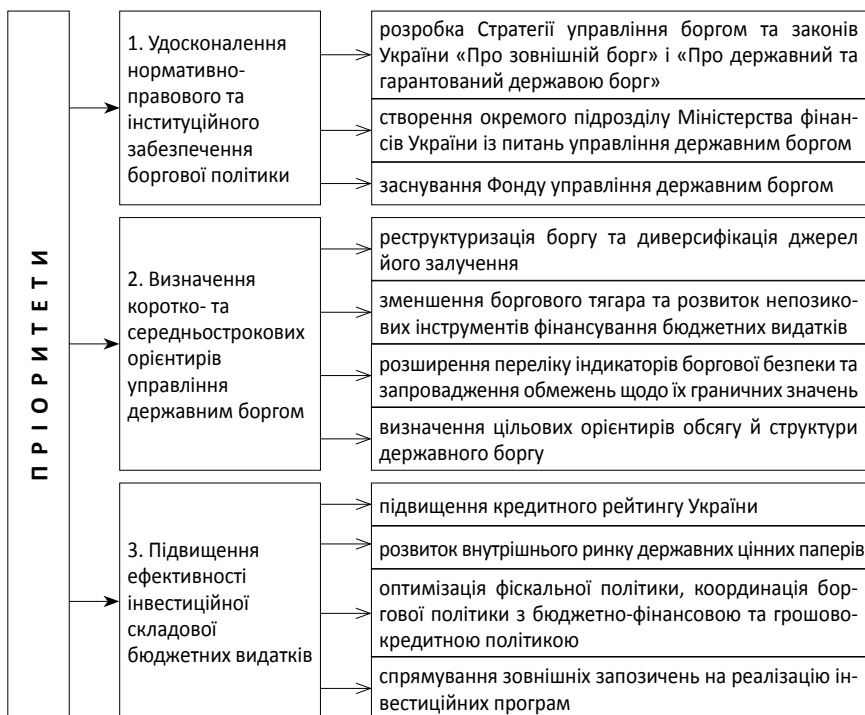 ПРІОРИТЕТИ
1. Удосконалення
нормативно-
правового та
інституційного
забезпечення
боргової політики
розробка Стратегії управління боргом та законів
України «Про зовнішній борг» і «Про державний та
гарантований державою борг»
створення окремого підрозділу Міністерства фінан-
сів України із питань управління державним боргом
заснування Фонду управління державним боргом
2. Визначення
коротко- та
середньострокових
орієнтирів
управління
державним боргом
реструктуризація боргу та диверсифікація джерел
його залучення
зменшення боргового тягара та розвиток непозико-
вих інструментів фінансування бюджетних видатків
розширення переліку індикаторів боргової безпеки та
запровадження обмежень щодо їх граничних значень
визначення цільових орієнтирів обсягу й структури
державного боргу
3. Підвищення
ефективності
інвестиційної
складової
бюджетних видатків
підвищення кредитного рейтингу України
розвиток внутрішнього ринку державних цінних паперів
оптимізація фіскальної політики, координація бор-
гової політики з бюджетно-фінансовою та грошово-
кредитною політикою
спрямування зовнішніх запозичень на реалізацію ін-
вестиційних програм